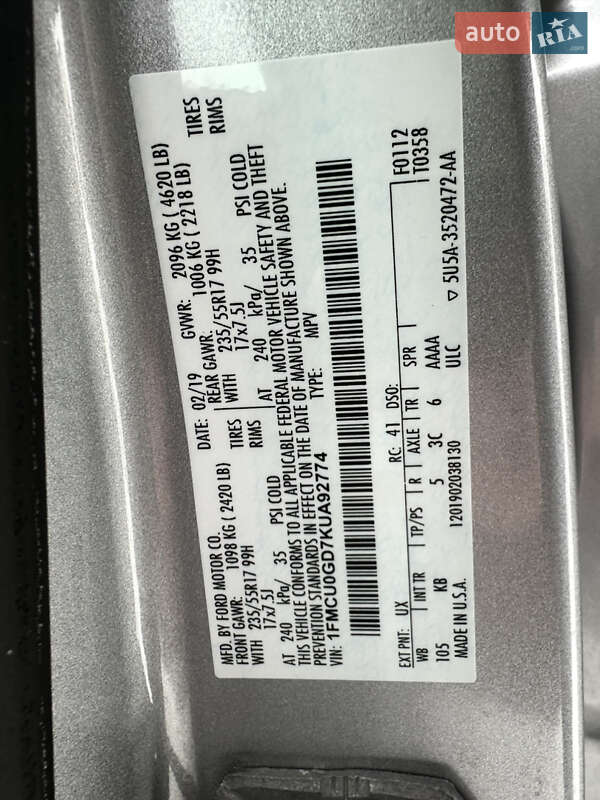 auto RIA
.com
MFD. BY FORD MOTOR CO. DATE: 02/19 GVWR: 2096 KG ( 4620 LB)
FRONT GAWR: 1098 KG ( 2420 LB) REAR GAWR: 1006 KG ( 2218 LB)
WITH 235/55R17 99H TIRES WITH 235/55R17 99H TIRES
17x7.5J RIMS 17x7.5J RIMS
AT 240 kPa/ 35 PSI COLD AT 240 kPa/ 35 PSI COLD
THIS VEHICLE CONFORMS TO ALL APPLICABLE FEDERAL MOTOR VEHICLE SAFETY AND THEFT
PREVENTION STANDARDS IN EFFECT ON THE DATE OF MANUFACTURE SHOWN ABOVE.
VIN: 1FMCU0GD7KUA92774 TYPE: MPV
EXT PNT: UX RC: 41 DSO: F0112
T0358
WB INT TR TP/PS R AXLE TR SPR
105 KB 5 3C 6 AAAA
ULC
MADE IN U.S.A. 1201902038130 ▽ 5U5A-3520472-AA